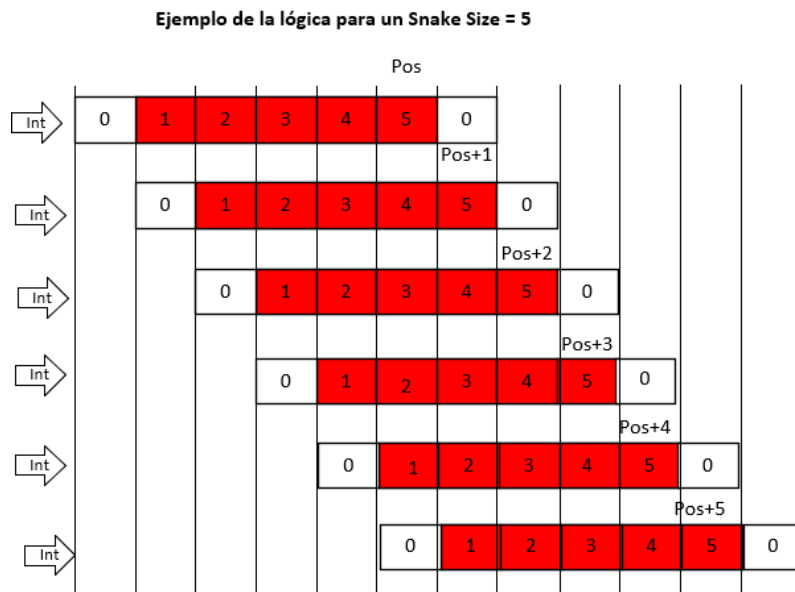 Ejemplo de la lógica para un Snake Size = 5
Pos
Int 0 1 2 3 4 5 0
Pos+1
Int 0 1 2 3 4 5 0
Pos+2
Int 0 1 2 3 4 5 0
Pos+3
Int 0 1 2 3 4 5 0
Pos+4
Int 0 1 2 3 4 5 0
Pos+5
Int 0 1 2 3 4 5 0